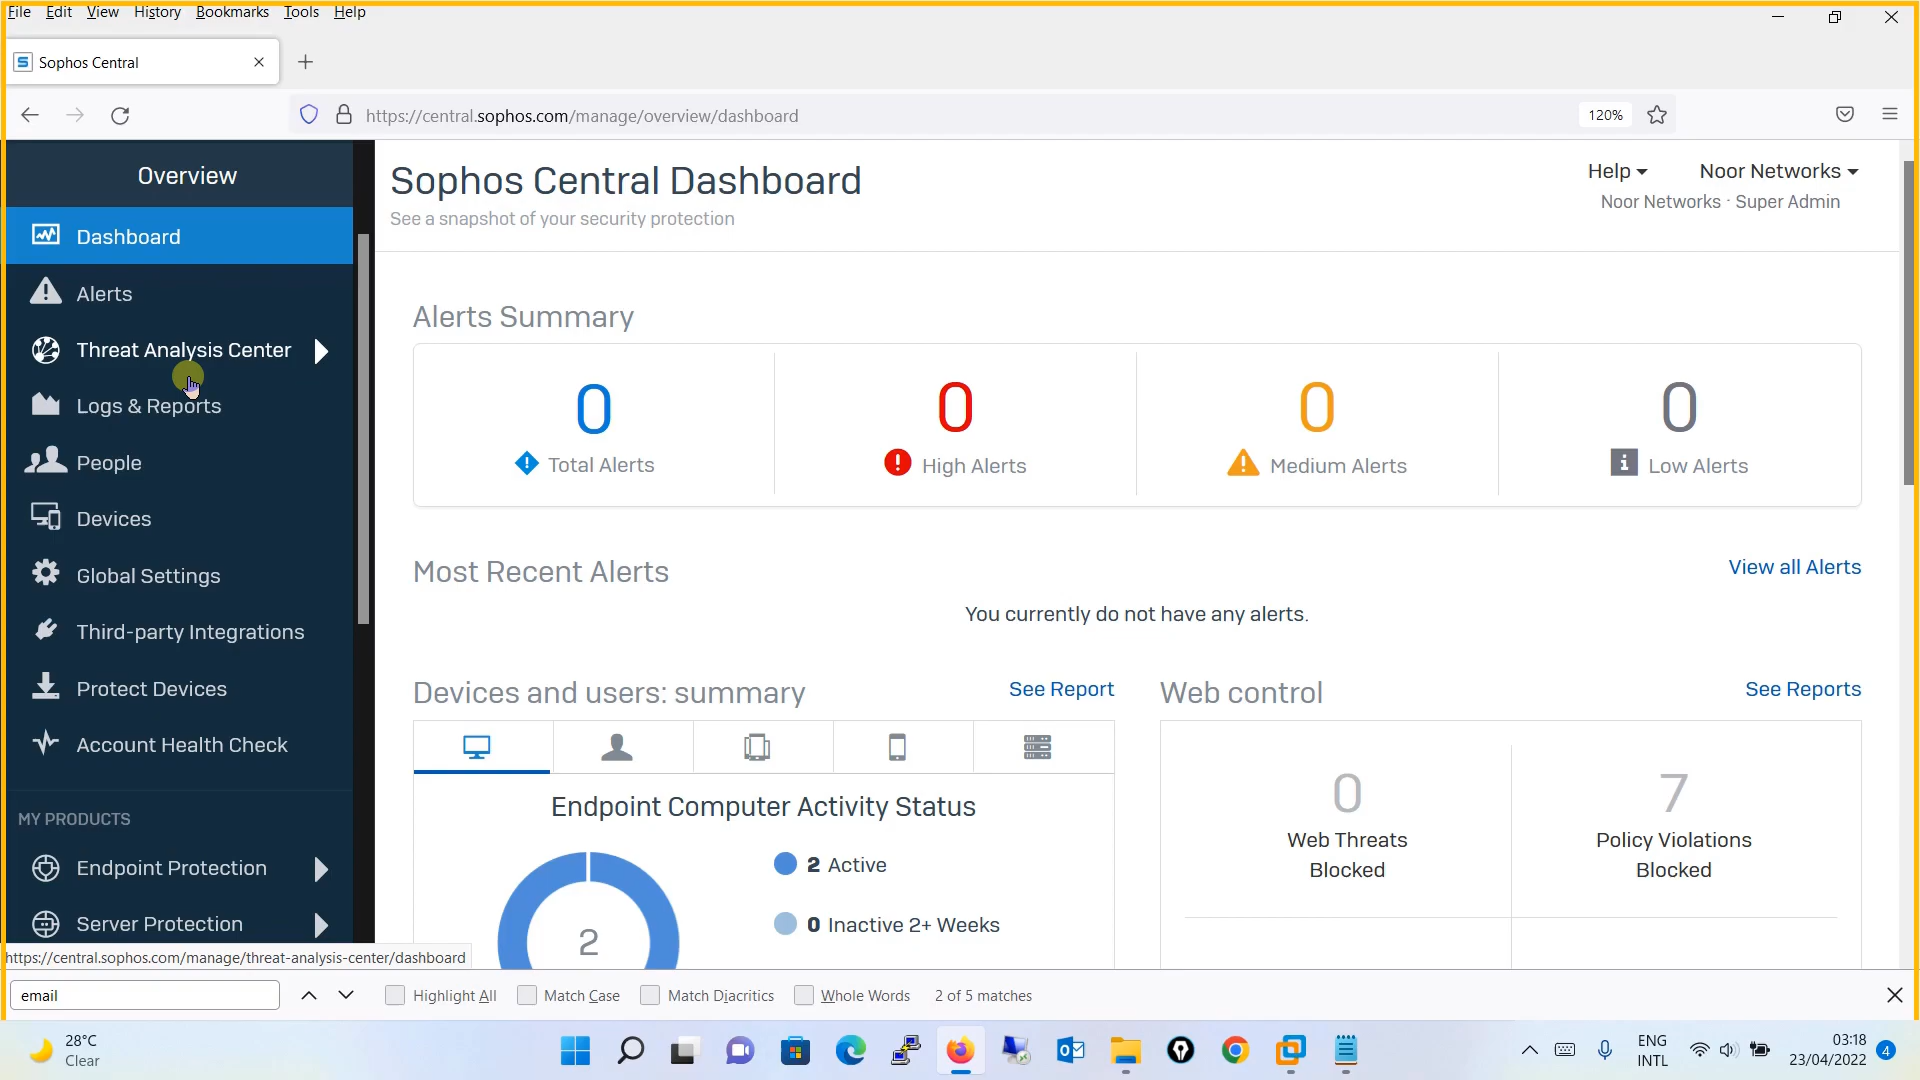 File Edit View History Bookmarks Tools Help
Sophos Central
https://central.sophos.com/manage/overview/dashboard
120%
Overview
Dashboard
Alerts
Threat Analysis Center
Logs & Reports
People
Devices
Global Settings
Third-party Integrations
Protect Devices
Account Health Check
MY PRODUCTS
Endpoint Protection
Server Protection
https://central.sophos.com/manage/threat-analysis-center/dashboard
Sophos Central Dashboard
See a snapshot of your security protection
Help
Noor Networks
Noor Networks · Super Admin
Alerts Summary
0
Total Alerts
0
High Alerts
0
Medium Alerts
0
Low Alerts
Most Recent Alerts
View all Alerts
You currently do not have any alerts.
Devices and users: summary
See Report
Endpoint Computer Activity Status
2
2 Active
0 Inactive 2+ Weeks
Web control
See Reports
0
Web Threats
Blocked
7
Policy Violations
Blocked
email
Highlight All
Match Case
Match Diacritics
Whole Words
2 of 5 matches
28°C
Clear
ENG
INTL
03:18
23/04/2022
4